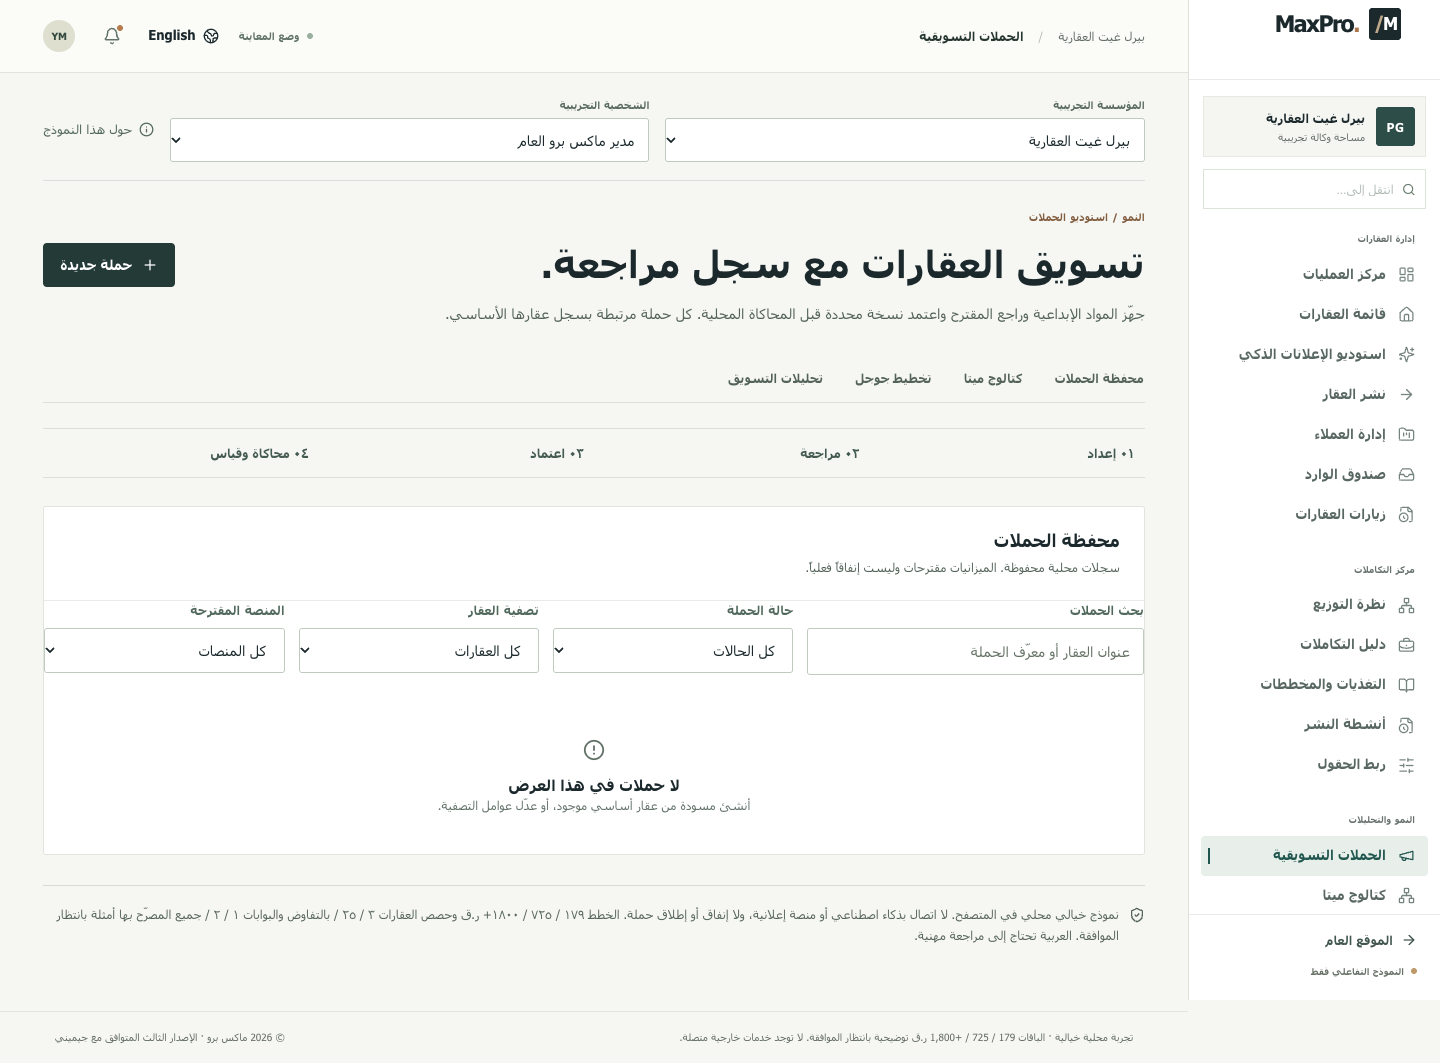 MaxPro.
/M
بيرل غيت العقارية
مساحة وكالة تجريبية
PG
انتقل إلى...
إدارة العقارات
مركز العمليات
قائمة العقارات
استوديو الإعلانات الذكي
نشر العقار
إدارة العملاء
صندوق الوارد
زيارات العقارات
مركز التكاملات
نظرة التوزيع
دليل التكاملات
التغذيات والمخططات
أنشطة النشر
ربط الحقول
النمو والتحليلات
الحملات التسويقية
كتالوج ميتا
الموقع العام
النموذج التفاعلي فقط
بيرل غيت العقارية / الحملات التسويقية
وضع المعاينة
English
YM
المؤسسة التجريبية
بيرل غيت العقارية
الشخصية التجريبية
مدير ماكس برو العام
حول هذا النموذج
النمو / استوديو الحملات
تسويق العقارات مع سجل مراجعة.
حملة جديدة
جهّز المواد الإبداعية وراجع المقترح واعتمد نسخة محددة قبل المحاكاة المحلية. كل حملة مرتبطة بسجل عقارها الأساسي.
محفظة الحملات
كتالوج ميتا
تخطيط جوجل
تحليلات التسويق
٠١ إعداد
٠٢ مراجعة
٠٣ اعتماد
٠٤ محاكاة وقياس
محفظة الحملات
سجلات محلية محفوظة. الميزانيات مقترحات وليست إنفاقاً فعلياً.
بحث الحملات
عنوان العقار أو معرّف الحملة
حالة الحملة
كل الحالات
تصفية العقار
كل العقارات
المنصة المقترحة
كل المنصات
لا حملات في هذا العرض
أنشئ مسودة من عقار أساسي موجود، أو عدّل عوامل التصفية.
نموذج خيالي محلي في المتصفح. لا اتصال بذكاء اصطناعي أو منصة إعلانية، ولا إنفاق أو إطلاق حملة. الخطط ١٧٩ / ٧٢٥ / ١٨٠٠+ ر.ق وحصص العقارات ٣ / ٢٥ / بالتفاوض والبوابات ١ / ٢ / جميع المصرّح بها أمثلة بانتظار
الموافقة. العربية تحتاج إلى مراجعة مهنية.
تجربة محلية خيالية · الباقات 179 / 725 / +1,800 ر.ق توضيحية بانتظار الموافقة. لا توجد خدمات خارجية متصلة.
© 2026 ماكس برو · الإصدار الثالث المتوافق مع جيميني